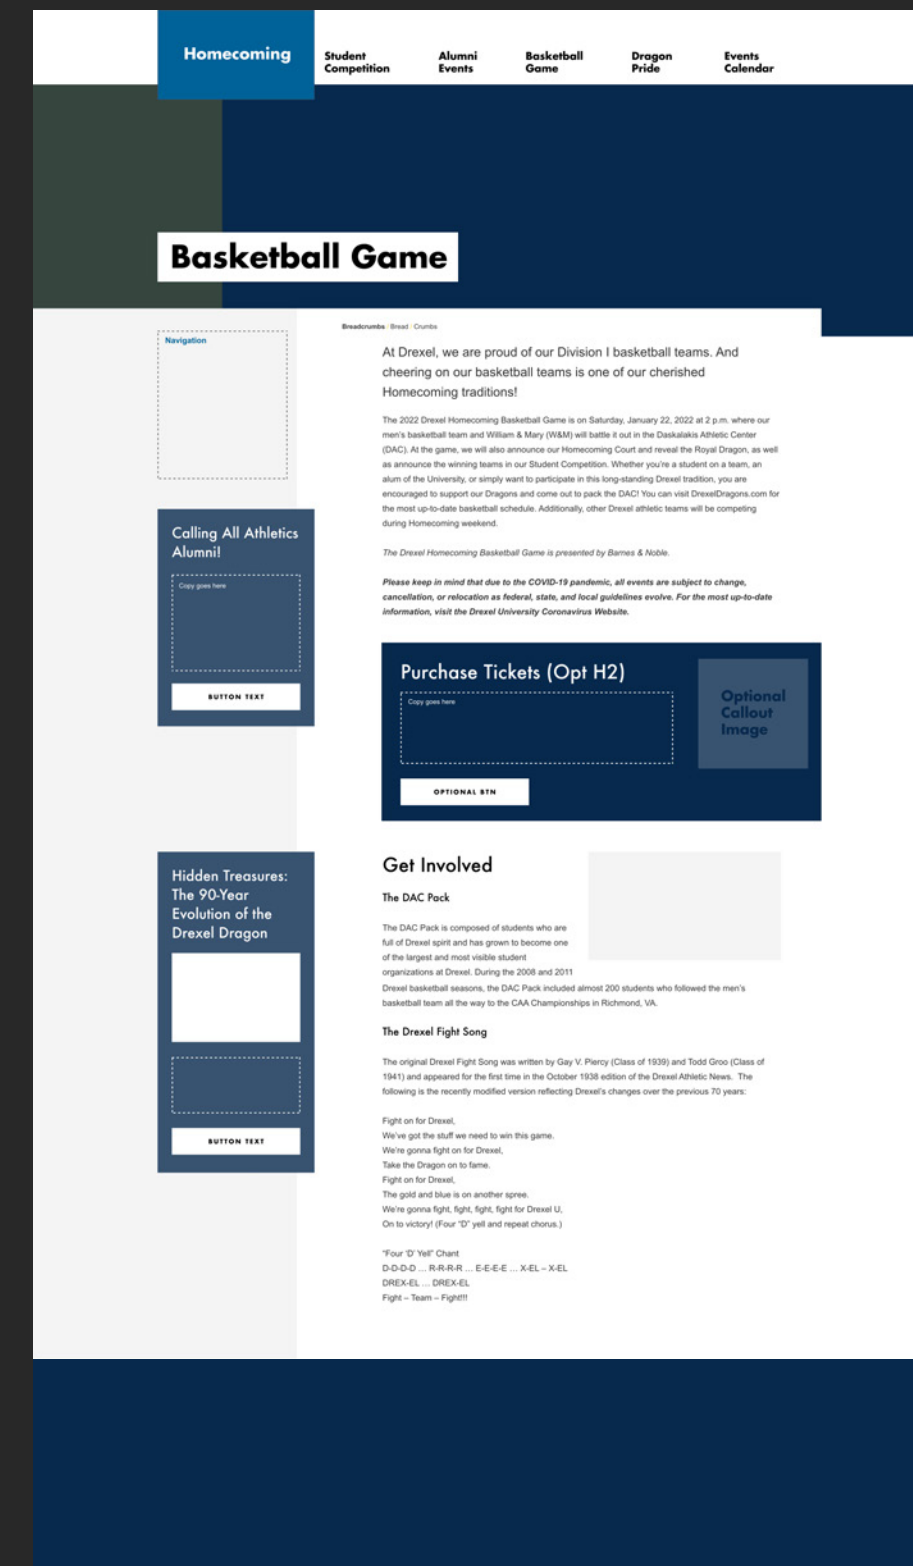 Homecoming
Student
Competition
Alumni
Events
Basketball
Game
Dragon
Pride
Events
Calendar
Basketball Game
Breadcrumbs / Bread / Crumbs
Navigation
At Drexel, we are proud of our Division I basketball teams. And
cheering on our basketball teams is one of our cherished
Homecoming traditions!
The 2022 Drexel Homecoming Basketball Game is on Saturday, January 22, 2022 at 2 p.m. where our
men's basketball team and William & Mary (W&M) will battle it out in the Daskalakis Athletic Center
(DAC). At the game, we will also announce our Homecoming Court and reveal the Royal Dragon, as well
as announce the winning teams in our Student Competition. Whether you're a student on a team, an
alum of the University, or simply want to participate in this long-standing Drexel tradition, you are
encouraged to support our Dragons and come out to pack the DAC! You can visit DrexelDragons.com for
the most up-to-date basketball schedule. Additionally, other Drexel athletic teams will be competing
during Homecoming weekend.
The Drexel Homecoming Basketball Game is presented by Barnes & Noble.
Please keep in mind that due to the COVID-19 pandemic, all events are subject to change,
cancellation, or relocation as federal, state, and local guidelines evolve. For the most up-to-date
information, visit the Drexel University Coronavirus Website.
Calling All Athletics
Alumni!
Copy goes here
BUTTON TEXT
Purchase Tickets (Opt H2)
Copy goes here
OPTIONAL BTN
Optional
Callout
Image
Hidden Treasures:
The 90-Year
Evolution of the
Drexel Dragon
BUTTON TEXT
Get Involved
The DAC Pack
The DAC Pack is composed of students who are
full of Drexel spirit and has grown to become one
of the largest and most visible student
organizations at Drexel. During the 2008 and 2011
Drexel basketball seasons, the DAC Pack included almost 200 students who followed the men's
basketball team all the way to the CAA Championships in Richmond, VA.
The Drexel Fight Song
The original Drexel Fight Song was written by Gay V. Piercy (Class of 1939) and Todd Groo (Class of
1941) and appeared for the first time in the October 1938 edition of the Drexel Athletic News. The
following is the recently modified version reflecting Drexel's changes over the previous 70 years:
Fight on for Drexel,
We've got the stuff we need to win this game.
We're gonna fight on for Drexel,
Take the Dragon on to fame.
Fight on for Drexel,
The gold and blue is on another spree.
We're gonna fight, fight, fight, fight for Drexel U,
On to victory! (Four "D" yell and repeat chorus.)
"Four 'D' Yell" Chant
D-D-D-D … R-R-R-R … E-E-E-E … X-EL – X-EL
DREX-EL … DREX-EL
Fight – Team – Fight!!!